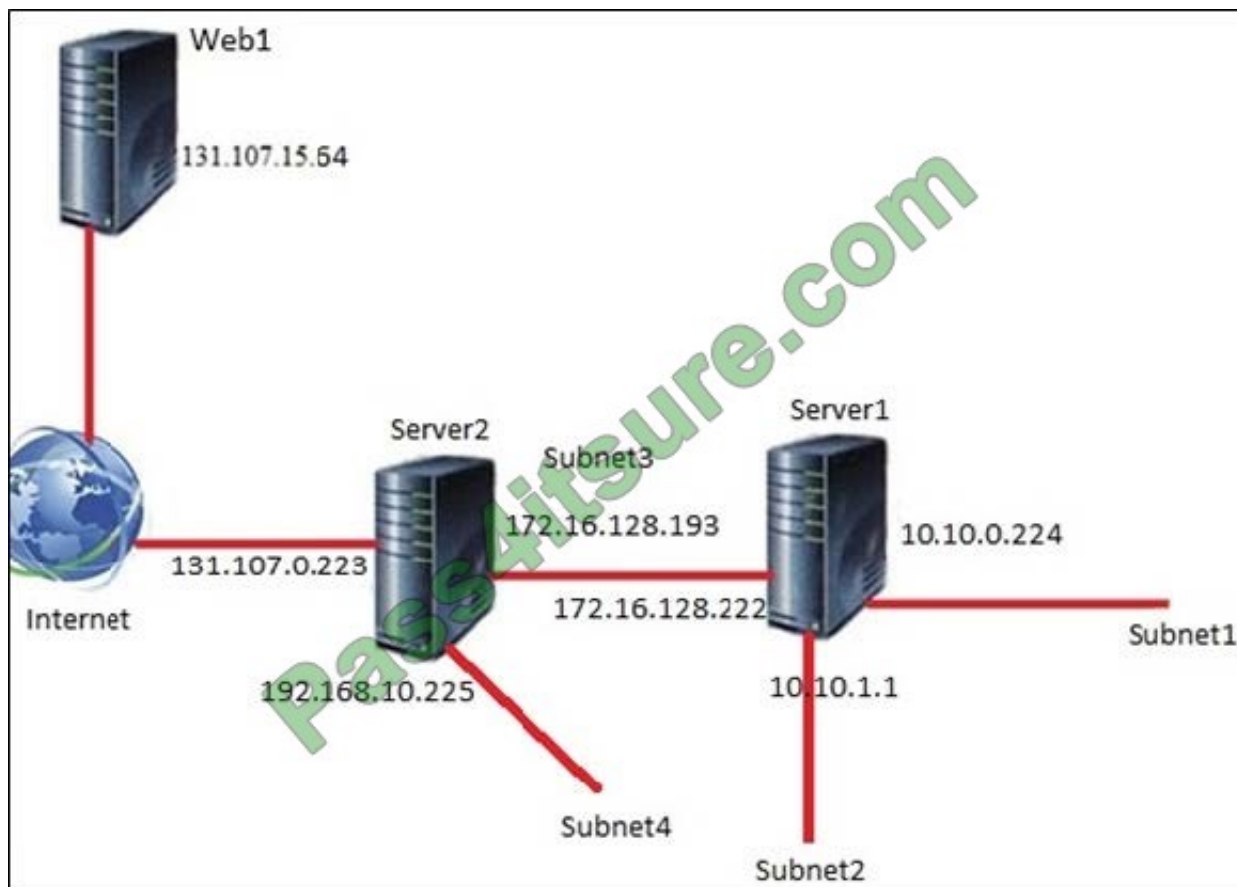 Web1
131.107.15.64
Server1
Server2
Subnet3
172.16.128.193
10.10.0.224
131.107.0.223
172.16.128.222
Internet
Subnet1
192.168.10.225
10.10.1.1
Subnet4
Subnet2
Pass4itsure.com